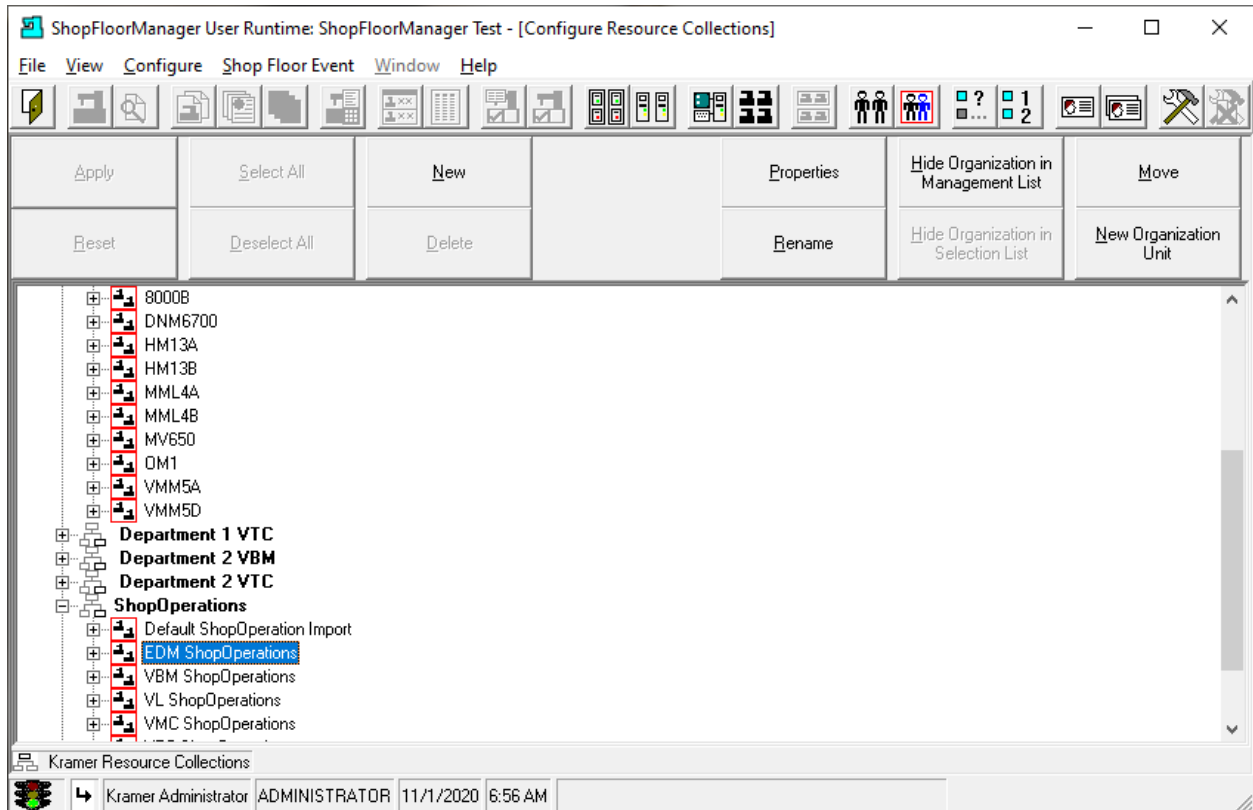 ShopFloorManager User Runtime: ShopFloorManager Test - [Configure Resource Collections]
File View Configure Shop Floor Event Window Help
Apply
Select All
New
Properties
Hide Organization in
Management List
Move
Reset
Deselect All
Delete
Rename
Hide Organization in
Selection List
New Organization
Unit
8000B
DNM6700
HM13A
HM13B
MML4A
MML4B
MV650
OM1
VMM5A
VMM5D
Department 1 VTC
Department 2 VBM
Department 2 VTC
ShopOperations
Default ShopOperation Import
EDM ShopOperations
VBM ShopOperations
VL ShopOperations
VMC ShopOperations
Kramer Resource Collections
Kramer Administrator ADMINISTRATOR 11/1/2020 6:56 AM